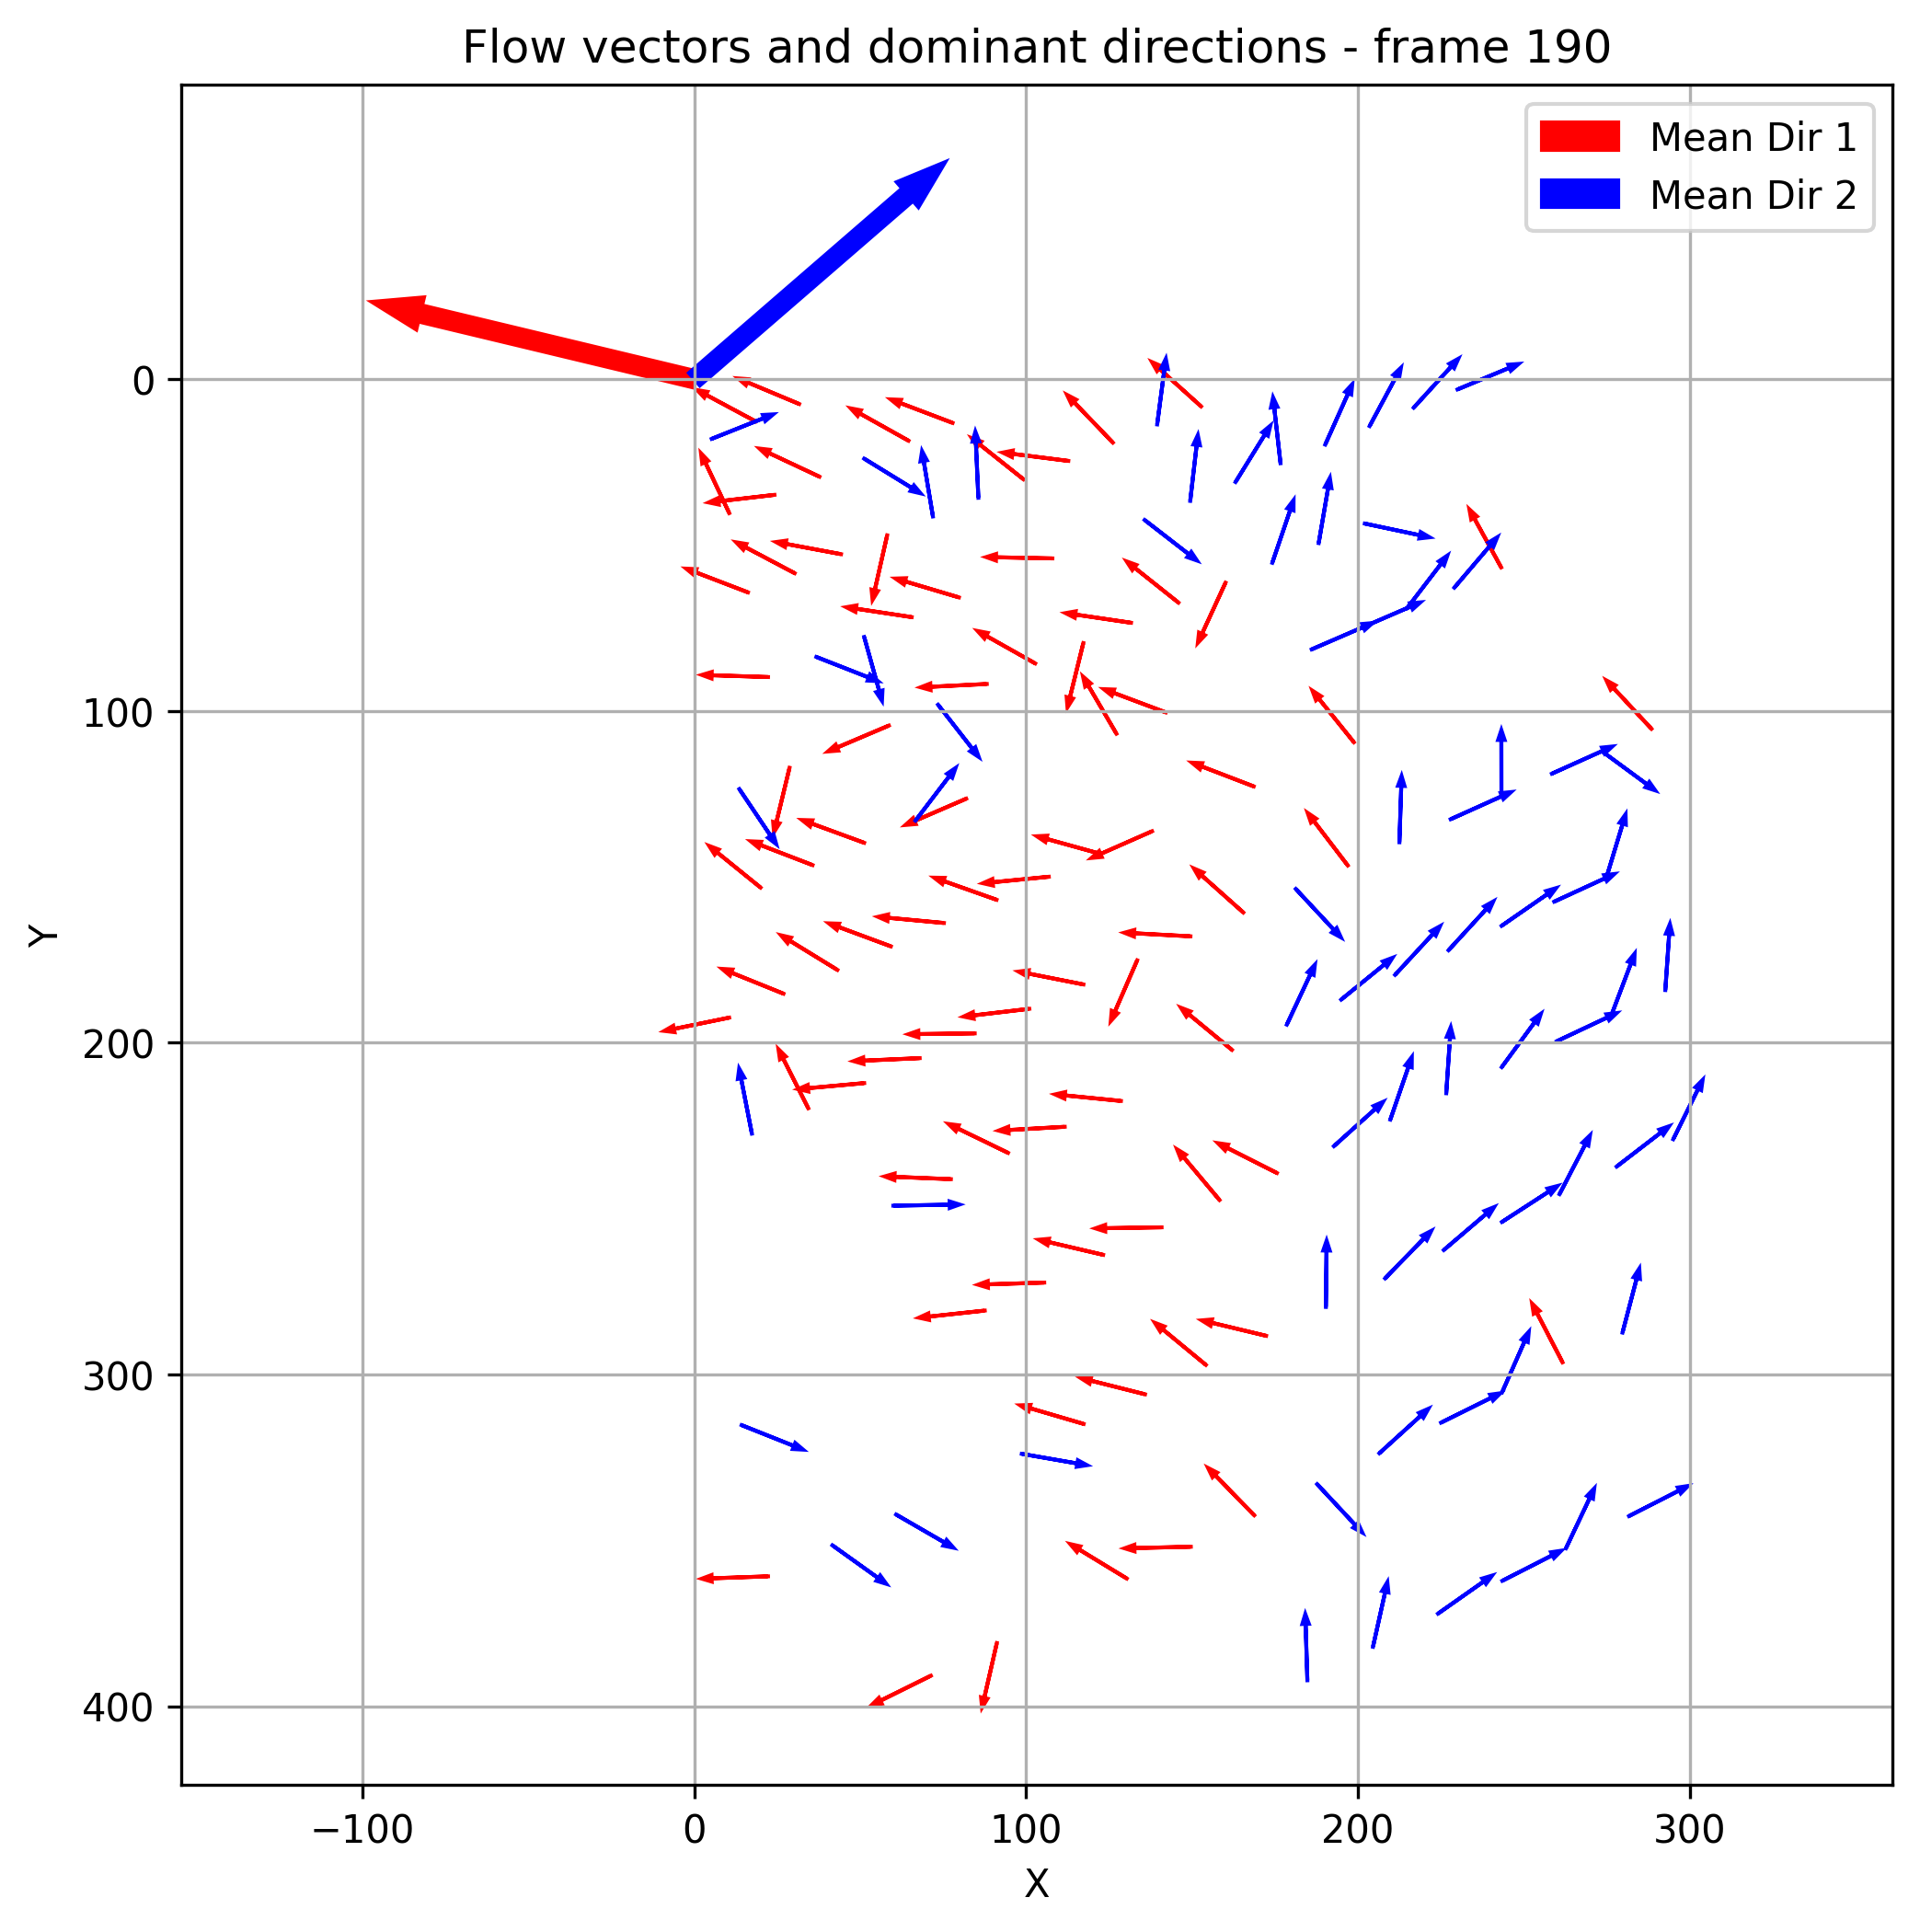 Flow vectors and dominant directions - frame 190
Mean Dir 1
Mean Dir 2
0
100
200
300
400
Y
−100
0
100
200
300
X